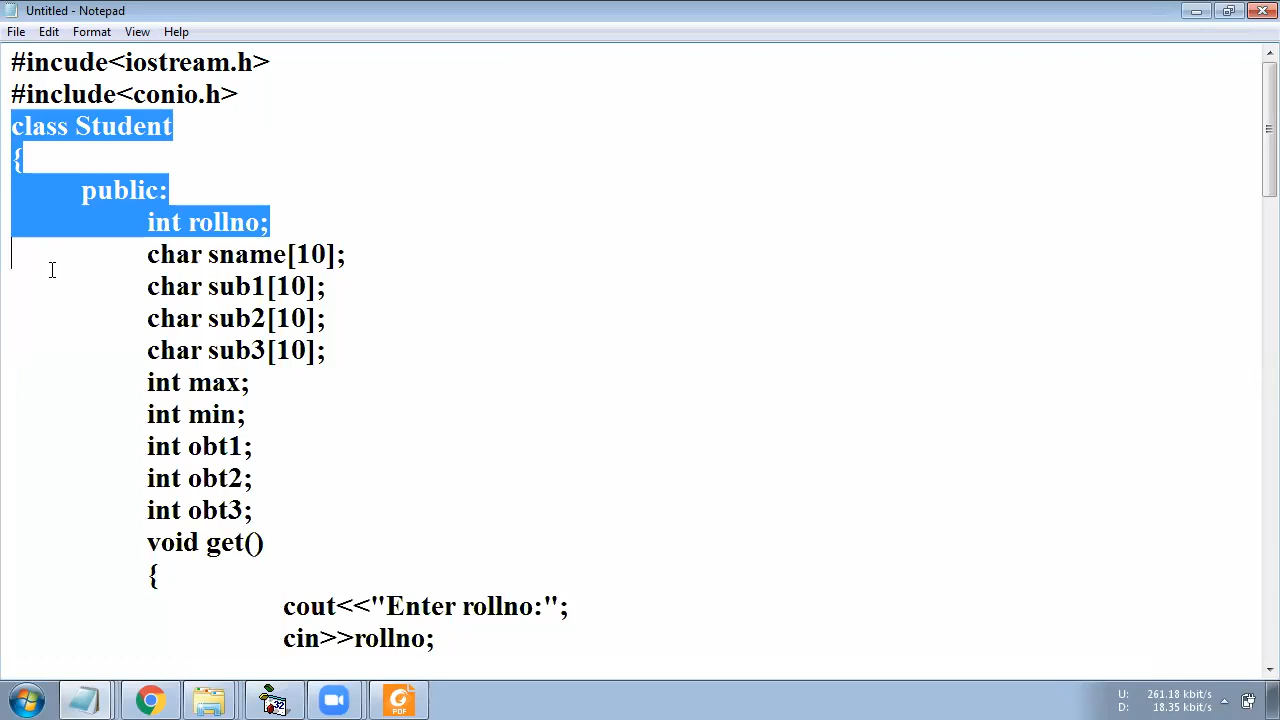 Untitled - Notepad
File Edit Format View Help
#incude<iostream.h>
#include<conio.h>
class Student
{
public:
int rollno;
char sname[10];
char sub1[10];
char sub2[10];
char sub3[10];
int max;
int min;
int obt1;
int obt2;
int obt3;
void get()
{
cout<<"Enter rollno:";
cin>>rollno;
32
PDF
U: 261.18 kbit/s
D: 18.35 kbit/s